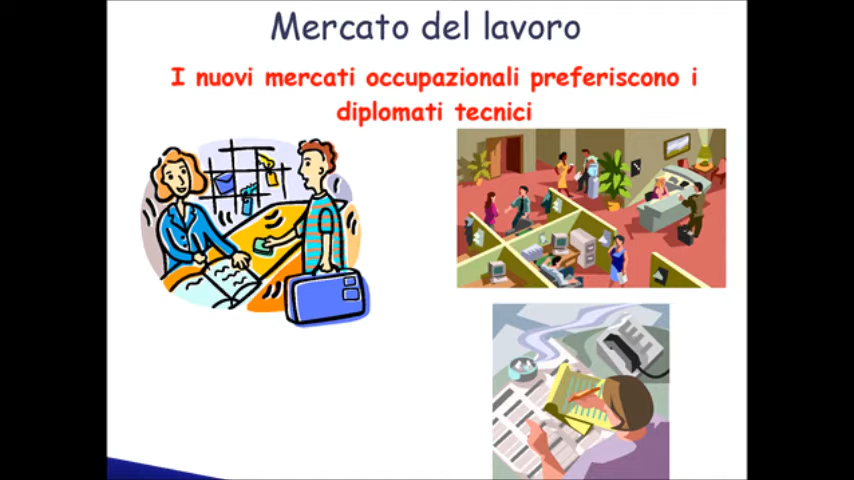 Mercato del lavoro
I nuovi mercati occupazionali preferiscono i
diplomati tecnici